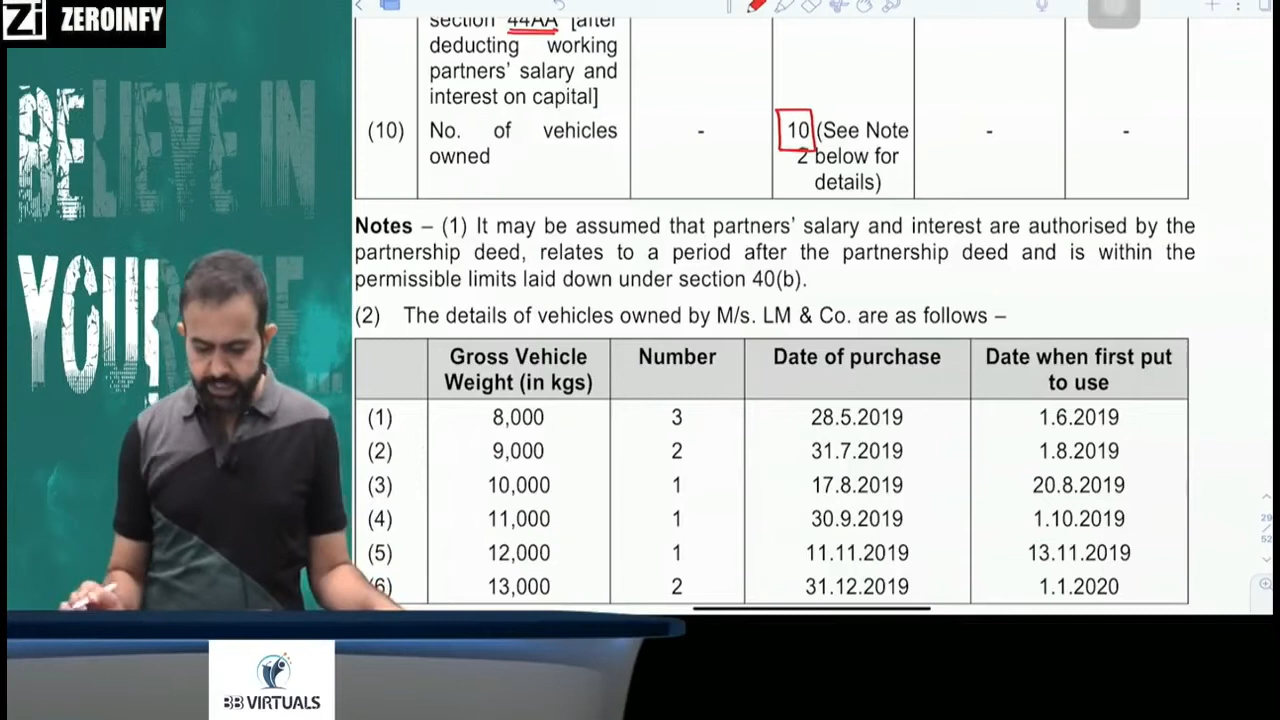 Zi ZEROINFY
BELIEVE IN
YOU!
section 44AA [after
deducting working
partners' salary and
interest on capital]
(10) No. of vehicles owned - 10 (See Note 2 below for details) - -
Notes – (1) It may be assumed that partners' salary and interest are authorised by the
partnership deed, relates to a period after the partnership deed and is within the
permissible limits laid down under section 40(b).
(2) The details of vehicles owned by M/s. LM & Co. are as follows –
Gross Vehicle Weight (in kgs) Number Date of purchase Date when first put to use
(1) 8,000 3 28.5.2019 1.6.2019
(2) 9,000 2 31.7.2019 1.8.2019
(3) 10,000 1 17.8.2019 20.8.2019
(4) 11,000 1 30.9.2019 1.10.2019
(5) 12,000 1 11.11.2019 13.11.2019
(6) 13,000 2 31.12.2019 1.1.2020
29
52
BB VIRTUALS